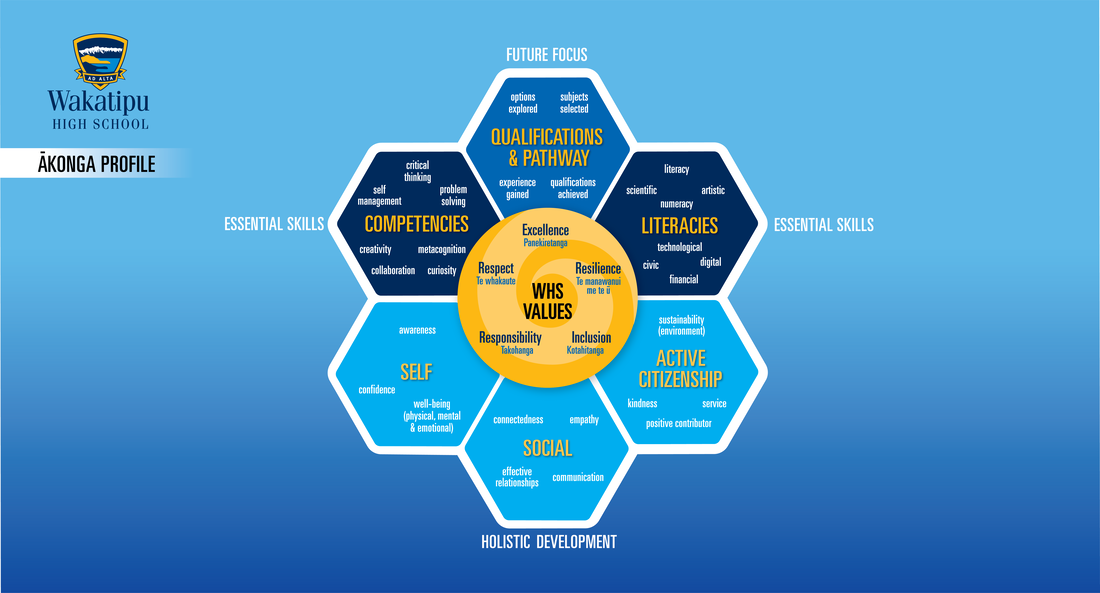 AD ALTA
Wakatipu
HIGH SCHOOL
ĀKONGA PROFILE
FUTURE FOCUS
options
explored
subjects
selected
QUALIFICATIONS
& PATHWAY
experience
gained
qualifications
achieved
ESSENTIAL SKILLS
critical
thinking
self
management
problem
solving
COMPETENCIES
creativity
metacognition
collaboration
curiosity
literacy
scientific
artistic
numeracy
LITERACIES
technological
civic
digital
financial
ESSENTIAL SKILLS
Excellence
Panekiretanga
Respect
Te whakaute
Resilience
Te manawanui
me te ū
WHS
VALUES
Responsibility
Takohanga
Inclusion
Kotahitanga
awareness
SELF
confidence
well-being
(physical, mental
& emotional)
sustainability
(environment)
ACTIVE
CITIZENSHIP
kindness
service
positive contributor
connectedness
empathy
SOCIAL
effective
relationships
communication
HOLISTIC DEVELOPMENT